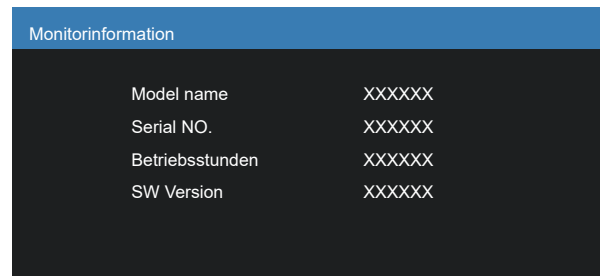 Monitorinformation
Model name XXXXXX
Serial NO. XXXXXX
Betriebsstunden XXXXXX
SW Version XXXXXX